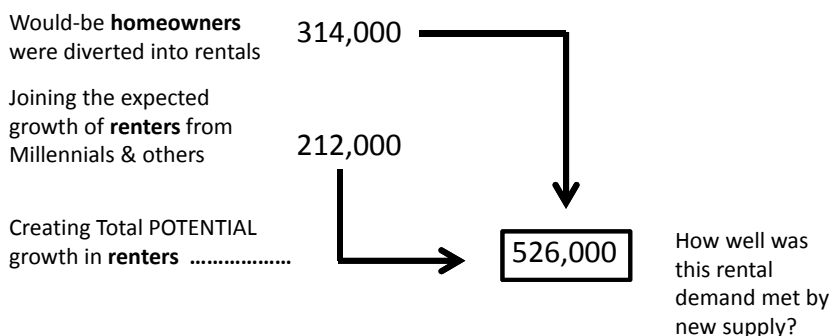 Would-be homeowners
were diverted into rentals
314,000
Joining the expected
growth of renters from
Millennials & others
212,000
Creating Total POTENTIAL
growth in renters ..................
526,000
How well was
this rental
demand met by
new supply?